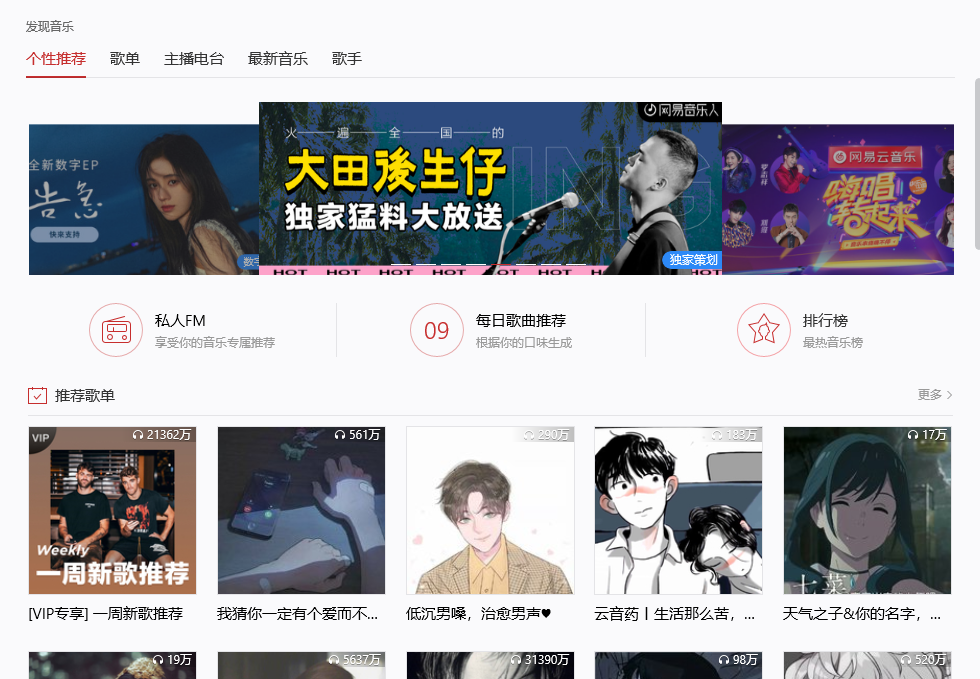 发现音乐
个性推荐 歌单 主播电台 最新音乐 歌手
全新数字EP
告急
快来支持
数字
网易音乐人
火 遍 全 国 的
大田後生仔
独家猛料大放送
ING
独家策划
HOT HOT HOT HOT OT HOT H HOT
网易云音乐
嗨唱
转起来
私人FM
享受你的音乐专属推荐
09
每日歌曲推荐
根据你的口味生成
排行榜
最热音乐榜
推荐歌单
更多
VIP
21362万
Weekly
一周新歌推荐
[VIP专享] 一周新歌推荐
561万
我猜你一定有个爱而不...
290万
低沉男嗓，治愈男声♥
183万
云音药丨生活那么苦，...
17万
天气之子&你的名字，...
19万
5637万
31390万
98万
520万